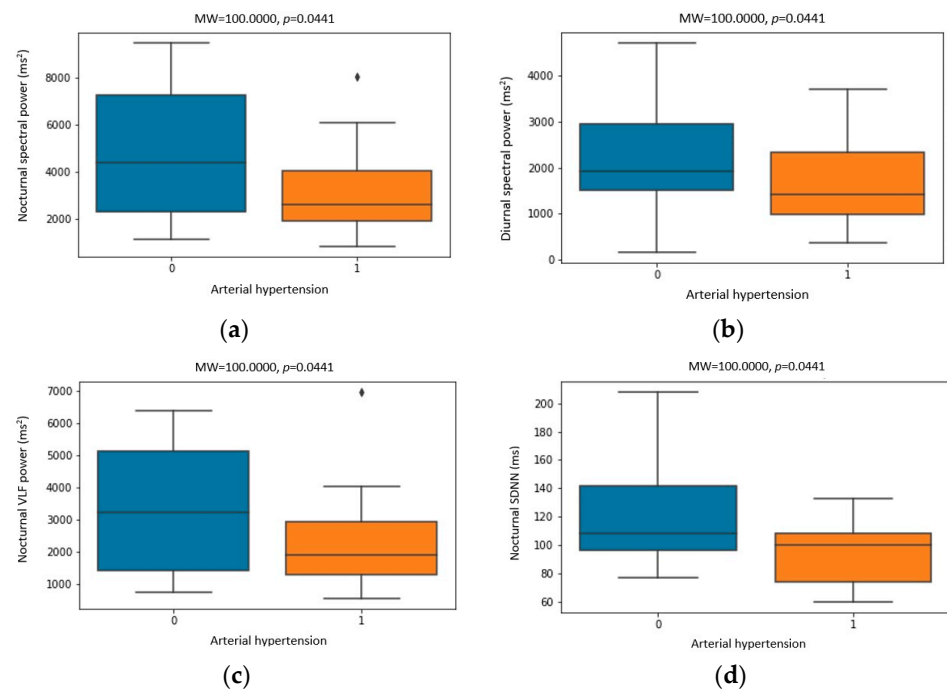 MW=100.0000, p=0.0441
Nocturnal spectral power (ms²)
8000
6000
4000
2000
0 1
Arterial hypertension
(a)
MW=100.0000, p=0.0441
Diurnal spectral power (ms²)
4000
3000
2000
1000
0
0 1
Arterial hypertension
(b)
MW=100.0000, p=0.0441
Nocturnal VLF power (ms²)
7000
6000
5000
4000
3000
2000
1000
0 1
Arterial hypertension
(c)
MW=100.0000, p=0.0441
Nocturnal SDNN (ms)
200
180
160
140
120
100
80
60
0 1
Arterial hypertension
(d)